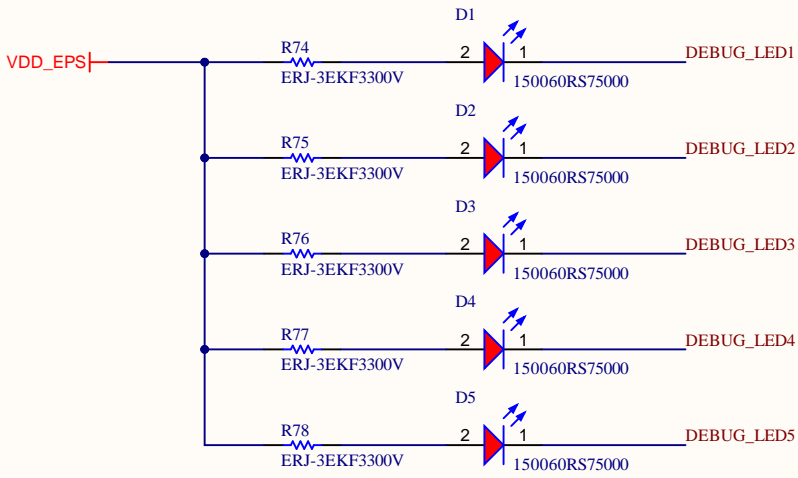 D1
VDD_EPS
R74
2
1
DEBUG_LED1
ERJ-3EKF3300V
150060RS75000
D2
R75
2
1
DEBUG_LED2
ERJ-3EKF3300V
150060RS75000
D3
R76
2
1
DEBUG_LED3
ERJ-3EKF3300V
150060RS75000
D4
R77
2
1
DEBUG_LED4
ERJ-3EKF3300V
150060RS75000
D5
R78
2
1
DEBUG_LED5
ERJ-3EKF3300V
150060RS75000